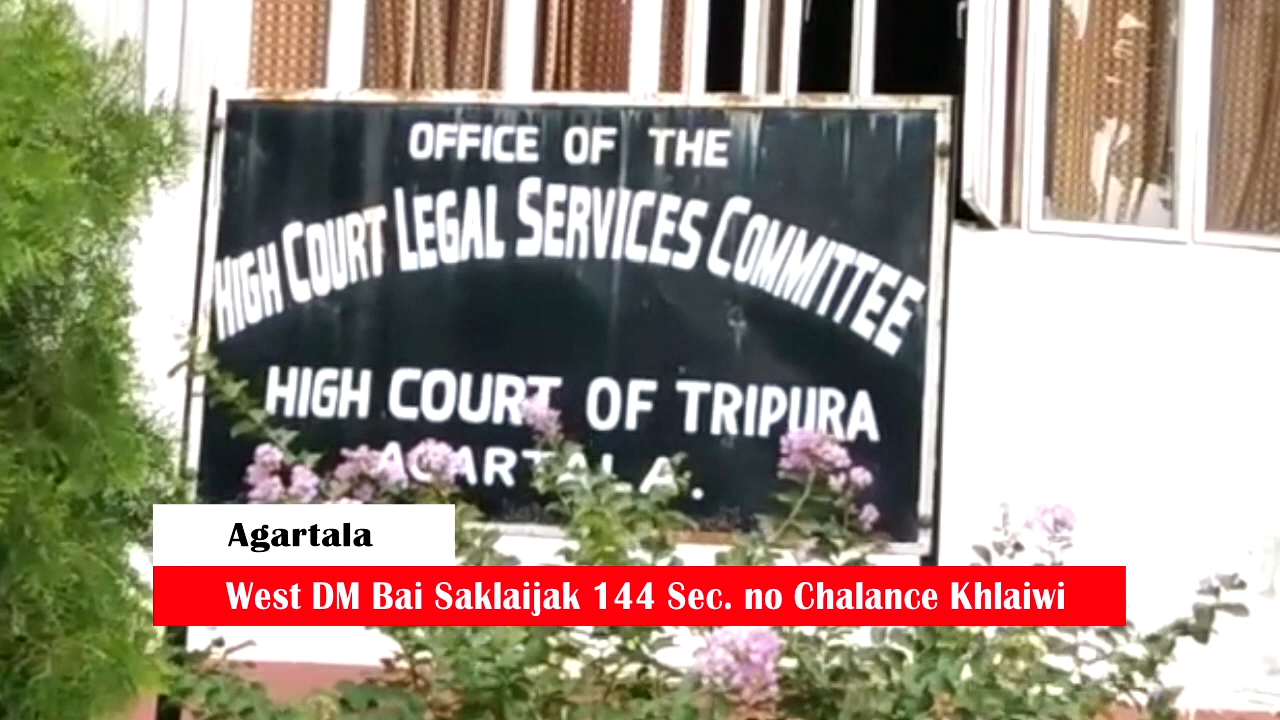 OFFICE OF THE
HIGH COURT LEGAL SERVICES COMMITTEE
HIGH COURT OF TRIPURA
AGARTALA.
Agartala
West DM Bai Saklaijak 144 Sec. no Chalance Khlaiwi